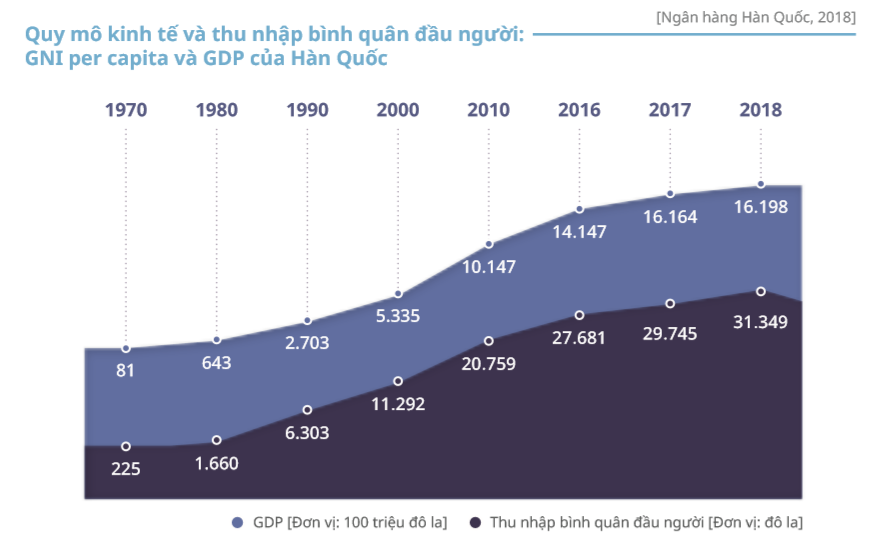 [Ngân hàng Hàn Quốc, 2018]
Quy mô kinh tế và thu nhập bình quân đầu người:
GNI per capita và GDP của Hàn Quốc
1970 1980 1990 2000 2010 2016 2017 2018
81 643 2.703 5.335 10.147 14.147 16.164 16.198
225 1.660 6.303 11.292 20.759 27.681 29.745 31.349
GDP [Đơn vị: 100 triệu đô la] Thu nhập bình quân đầu người [Đơn vị: đô la]